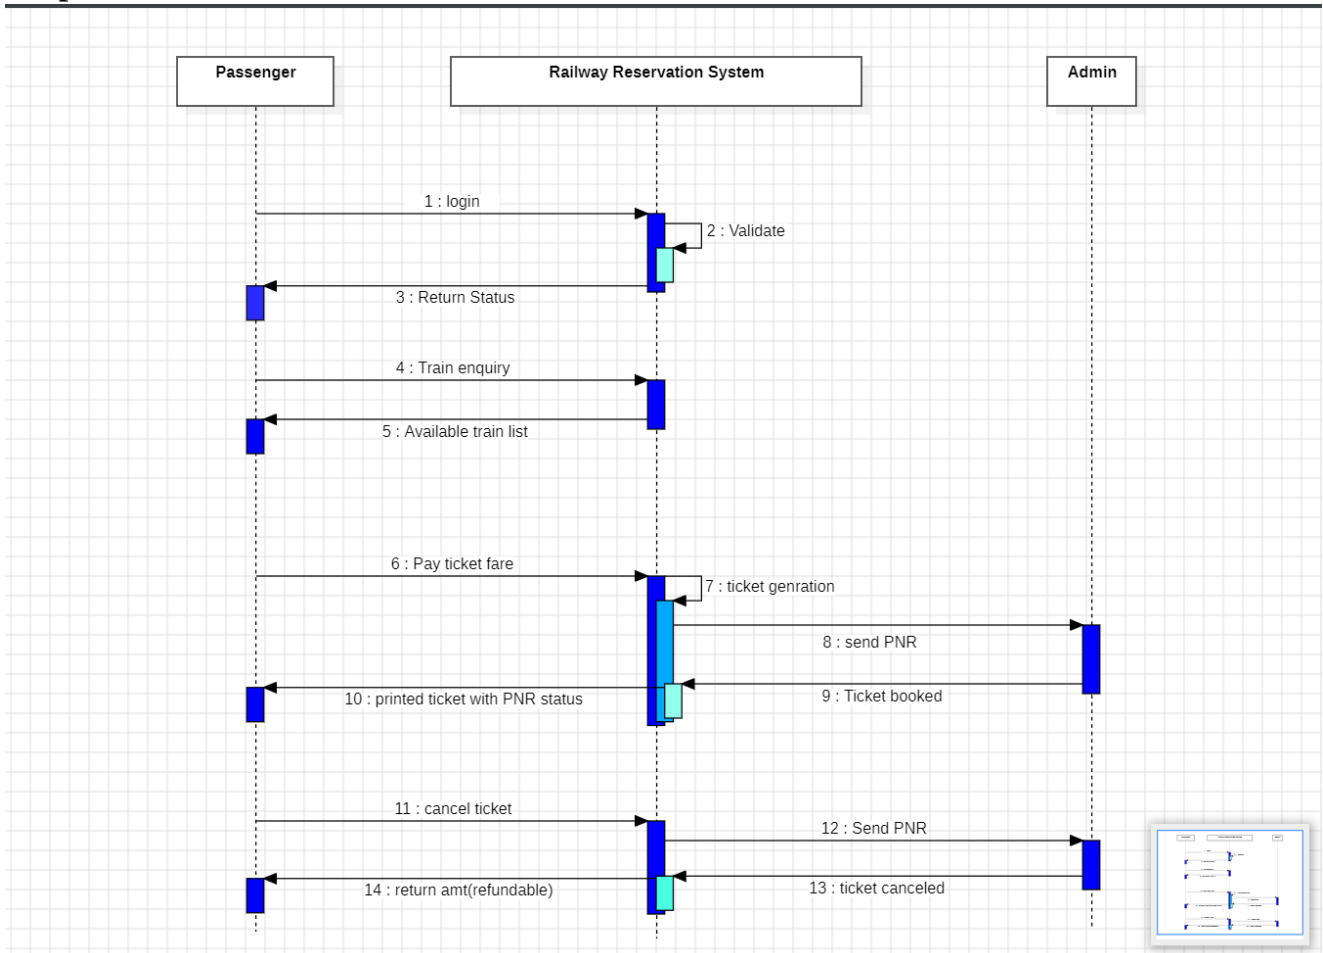 Passenger
Railway Reservation System
Admin
1 : login
2 : Validate
3 : Return Status
4 : Train enquiry
5 : Available train list
6 : Pay ticket fare
7 : ticket genration
8 : send PNR
9 : Ticket booked
10 : printed ticket with PNR status
11 : cancel ticket
12 : Send PNR
13 : ticket canceled
14 : return amt(refundable)